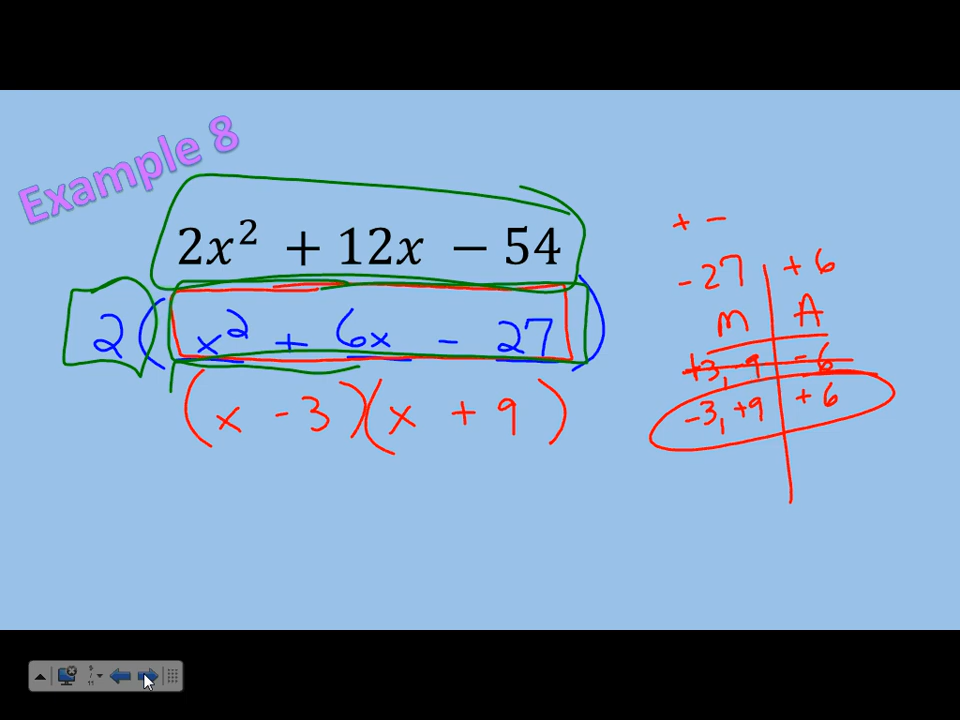 Example 8
2x² + 12x − 54
2(x² + 6x - 27)
(x - 3)(x + 9)
+ -
-27 +6
M A
+3, -9 -6
-3, +9 +6